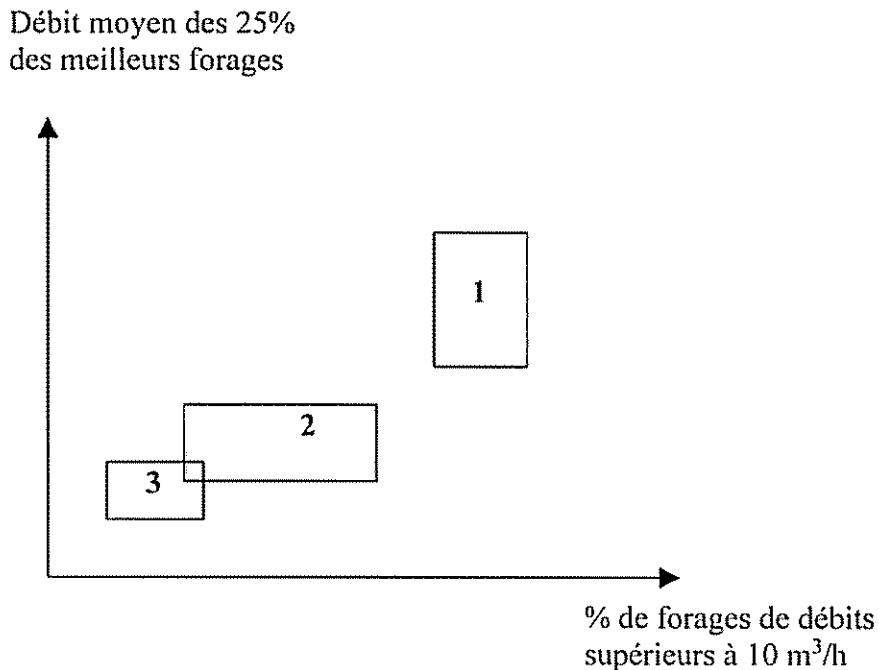 Débit moyen des 25%
des meilleurs forages
1
2
3
% de forages de débits
supérieurs à 10 m³/h